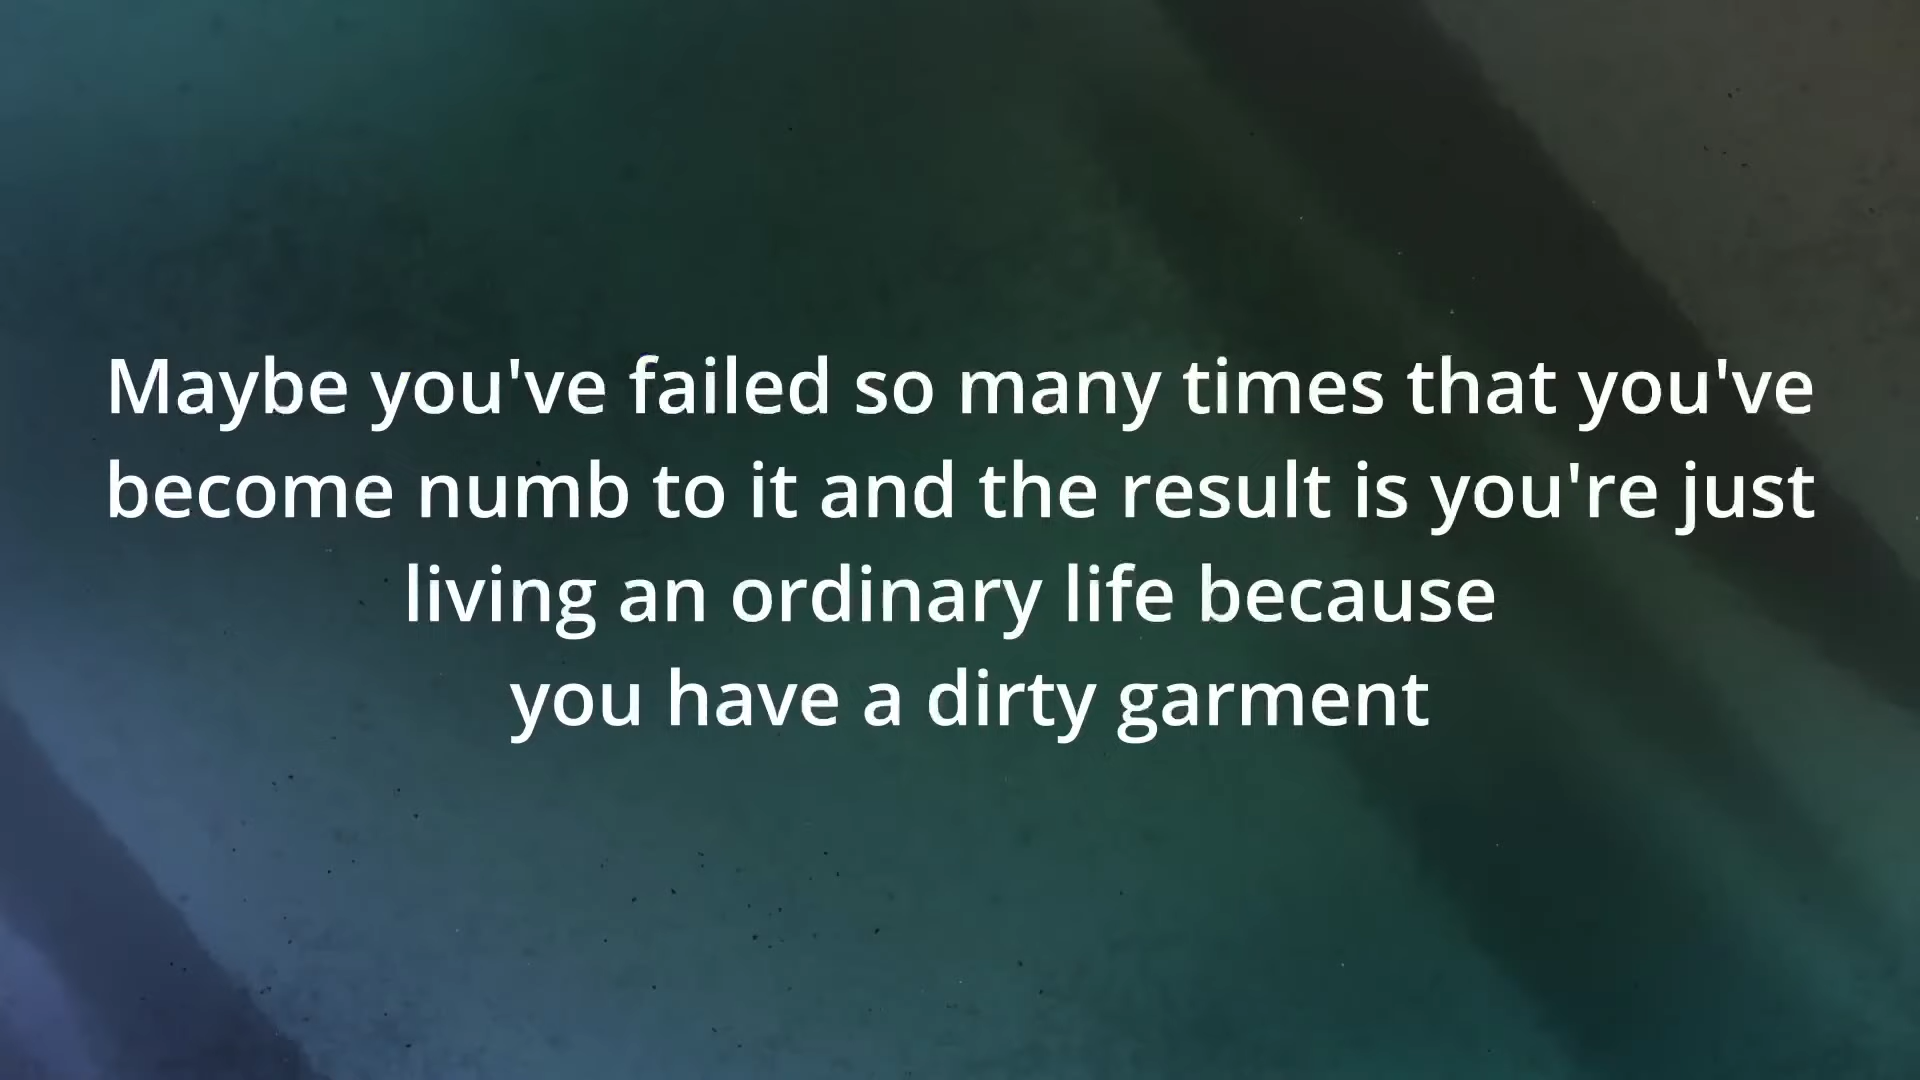 Maybe you've failed so many times that you've
become numb to it and the result is you're just
living an ordinary life because
you have a dirty garment